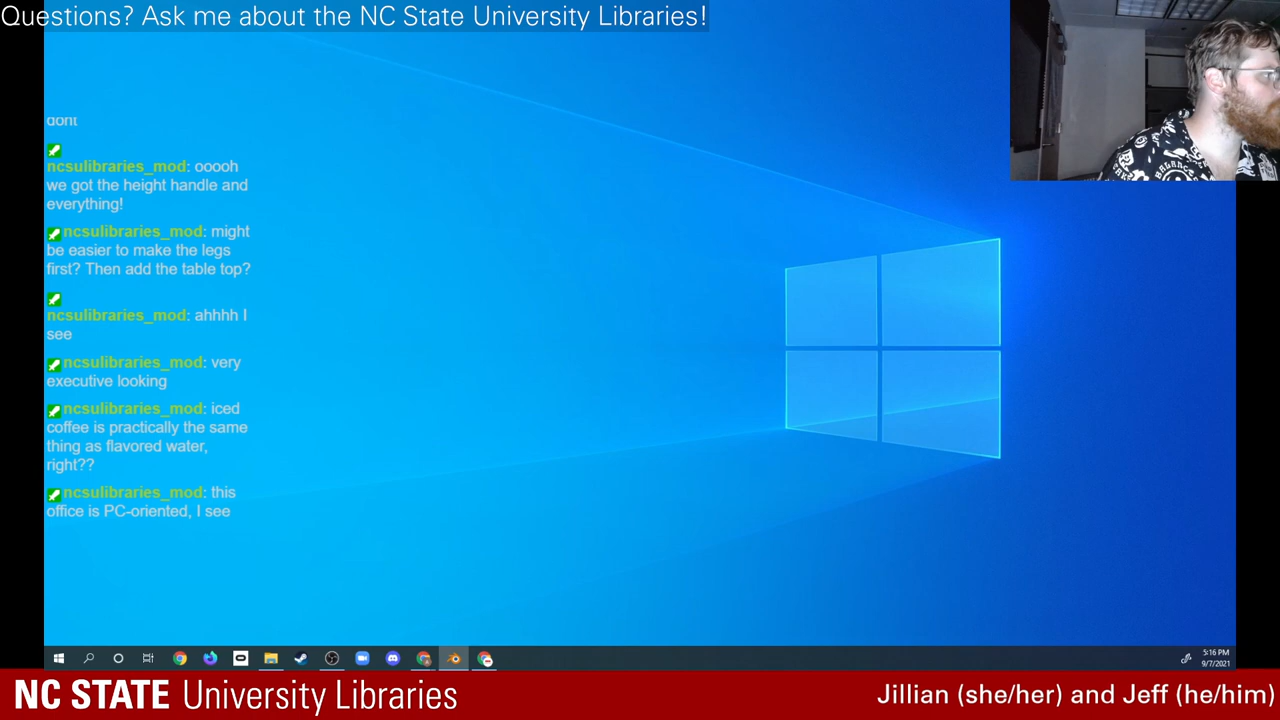 Questions? Ask me about the NC State University Libraries!
dont
ncsulibraries_mod: ooooh
we got the height handle and
everything!
ncsulibraries_mod: might
be easier to make the legs
first? Then add the table top?
ncsulibraries_mod: ahhhh I
see
ncsulibraries_mod: very
executive looking
ncsulibraries_mod: iced
coffee is practically the same
thing as flavored water,
right??
ncsulibraries_mod: this
office is PC-oriented, I see
5:16 PM
9/7/2021
NC STATE University Libraries
Jillian (she/her) and Jeff (he/him)